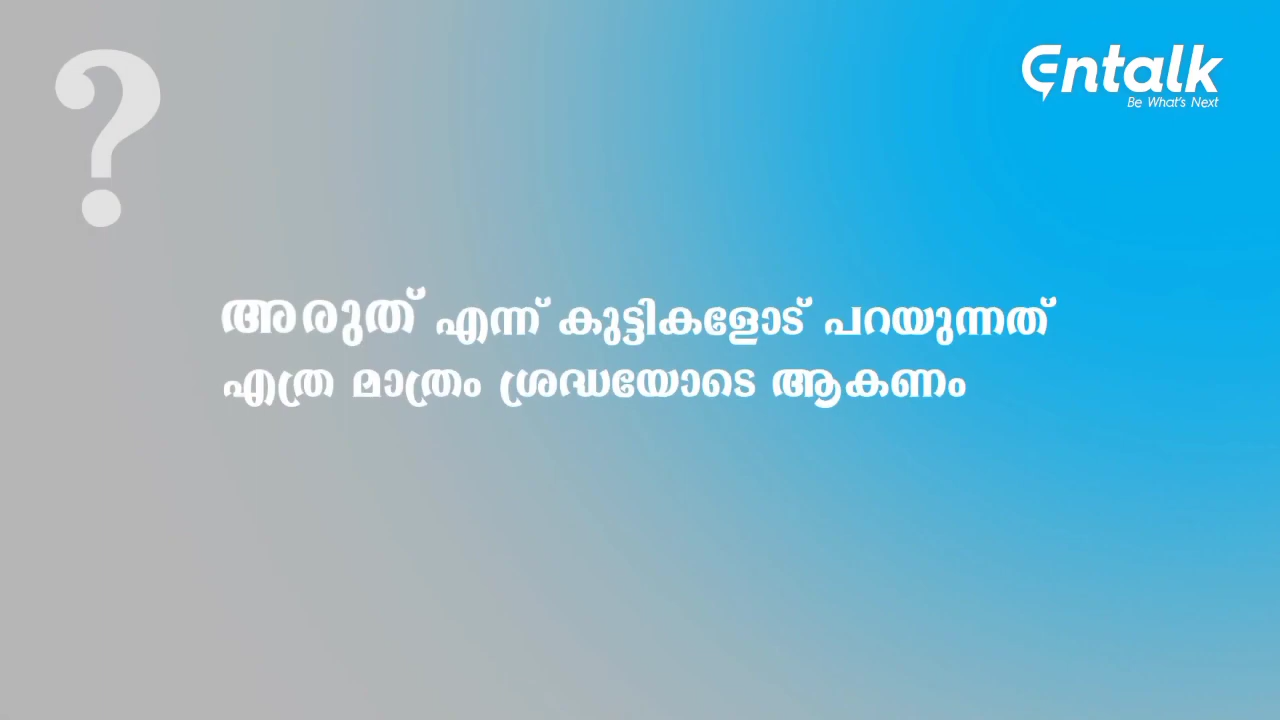 ?
Entalk
Be What's Next
അരുത് എന്ന് കുട്ടികളോട് പറയുന്നത്
എത്ര മാത്രം ശ്രദ്ധയോടെ ആകണം